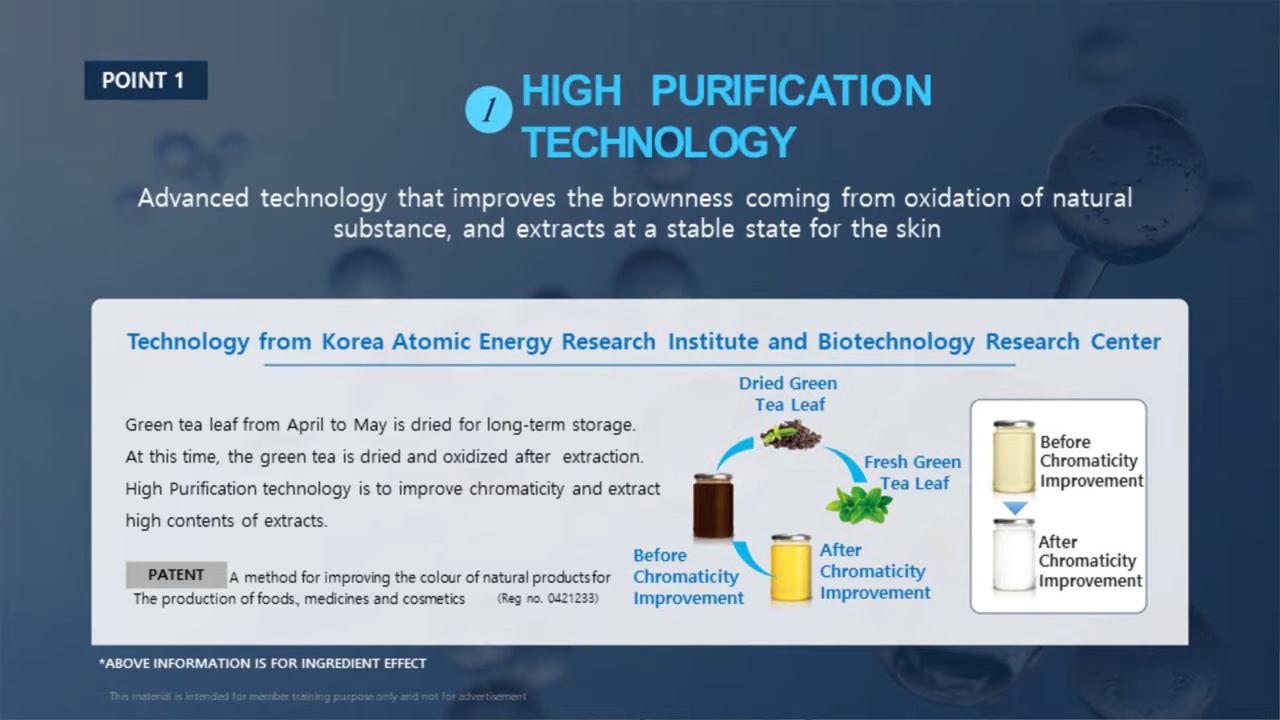 POINT 1
1 HIGH PURIFICATION
TECHNOLOGY
Advanced technology that improves the brownness coming from oxidation of natural
substance, and extracts at a stable state for the skin
Technology from Korea Atomic Energy Research Institute and Biotechnology Research Center
Green tea leaf from April to May is dried for long-term storage.
At this time, the green tea is dried and oxidized after extraction.
High Purification technology is to improve chromaticity and extract
high contents of extracts.
PATENT A method for improving the colour of natural products for
The production of foods, medicines and cosmetics (Reg no. 0421233)
Dried Green
Tea Leaf
Fresh Green
Tea Leaf
Before
Chromaticity
Improvement
After
Chromaticity
Improvement
Before
Chromaticity
Improvement
After
Chromaticity
Improvement
*ABOVE INFORMATION IS FOR INGREDIENT EFFECT
This material is intended for member training purpose only and not for advertisement